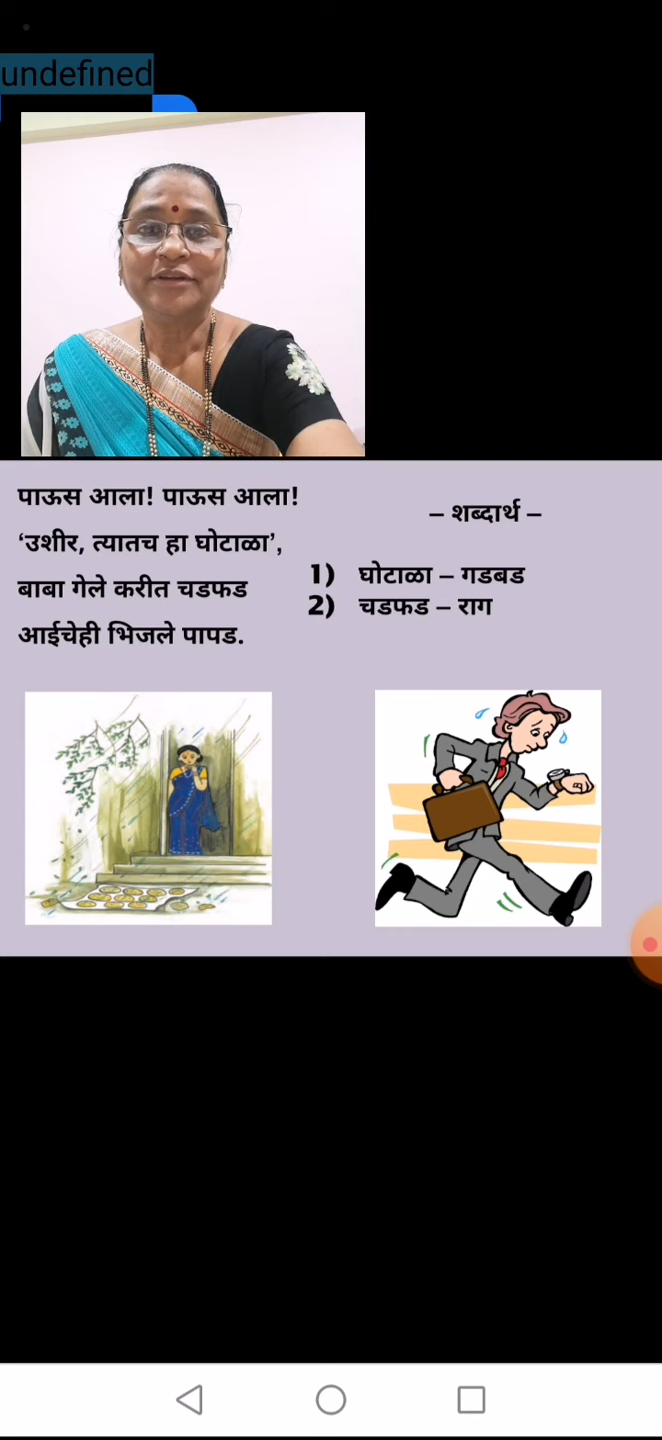 undefined
पाऊस आला! पाऊस आला!
‘उशीर, त्यातच हा घोटाळा’,
बाबा गेले करीत चडफड
आईचेही भिजले पापड.
– शब्दार्थ –
1) घोटाळा – गडबड
2) चडफड – राग